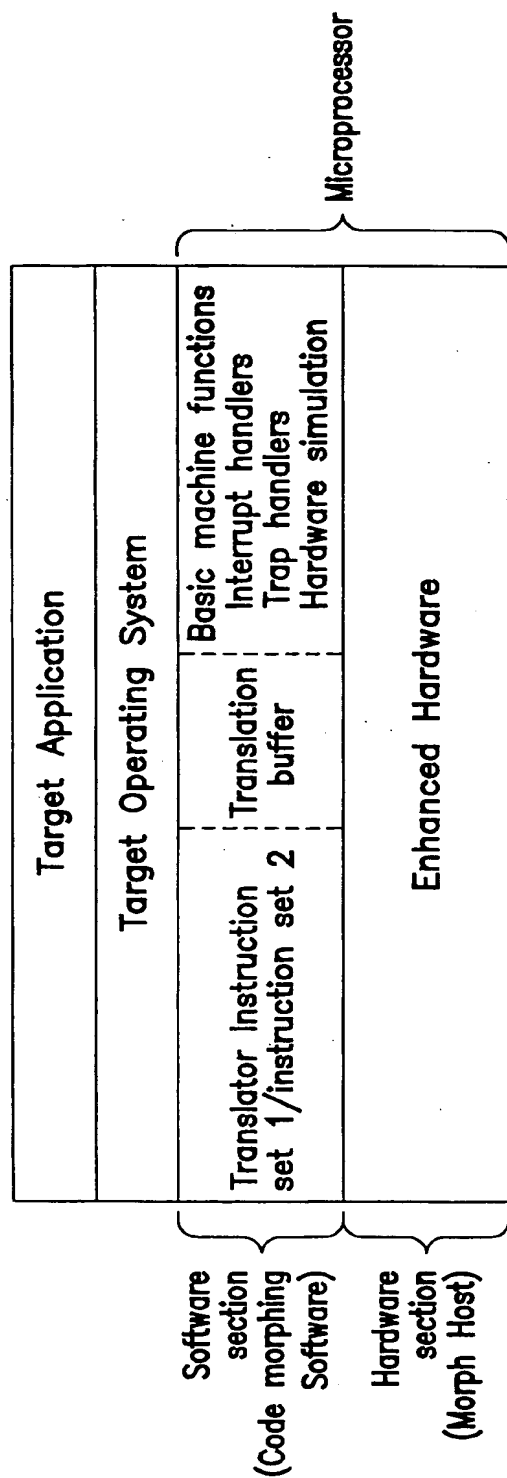 Target Application
Target Operating System
Software
section
(Code morphing
Software)
Translator Instruction
set 1/instruction set 2
Translation
buffer
Basic machine functions
Interrupt handlers
Trap handlers
Hardware simulation
Microprocessor
Hardware
section
(Morph Host)
Enhanced Hardware